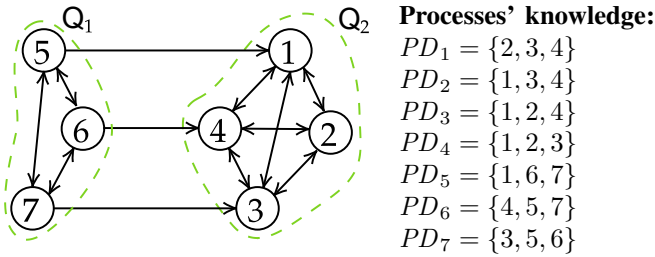 Q₁
Q₂
5
1
6
4
2
7
3
Processes’ knowledge:
PD₁ = {2, 3, 4}
PD₂ = {1, 3, 4}
PD₃ = {1, 2, 4}
PD₄ = {1, 2, 3}
PD₅ = {1, 6, 7}
PD₆ = {4, 5, 7}
PD₇ = {3, 5, 6}